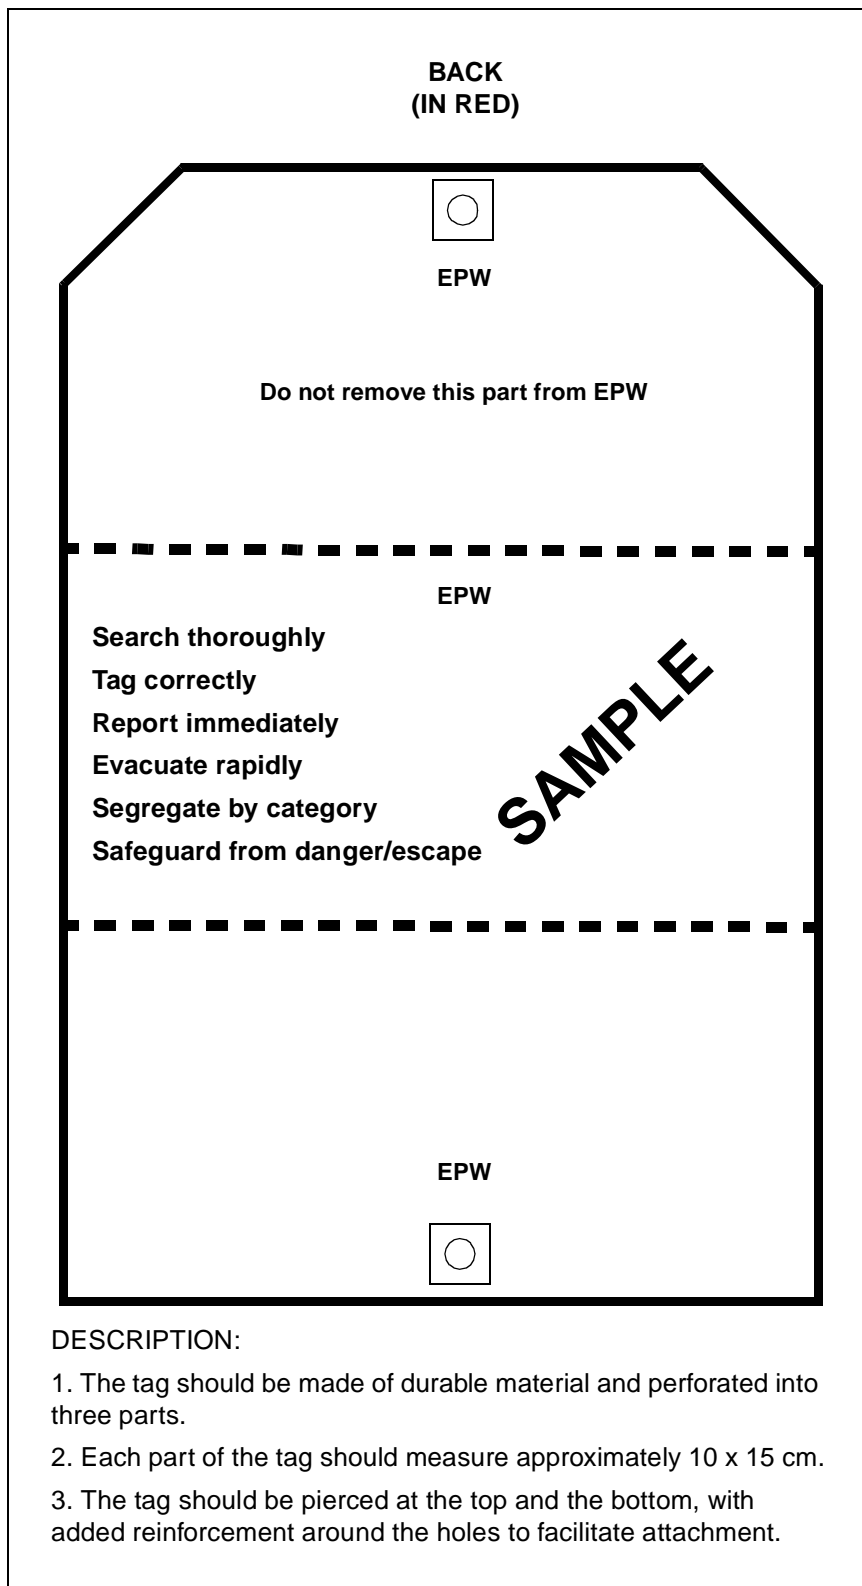 BACK
(IN RED)
EPW
Do not remove this part from EPW
EPW
Search thoroughly
Tag correctly
Report immediately
Evacuate rapidly
Segregate by category
Safeguard from danger/escape
SAMPLE
EPW
DESCRIPTION:
1. The tag should be made of durable material and perforated into
three parts.
2. Each part of the tag should measure approximately 10 x 15 cm.
3. The tag should be pierced at the top and the bottom, with
added reinforcement around the holes to facilitate attachment.